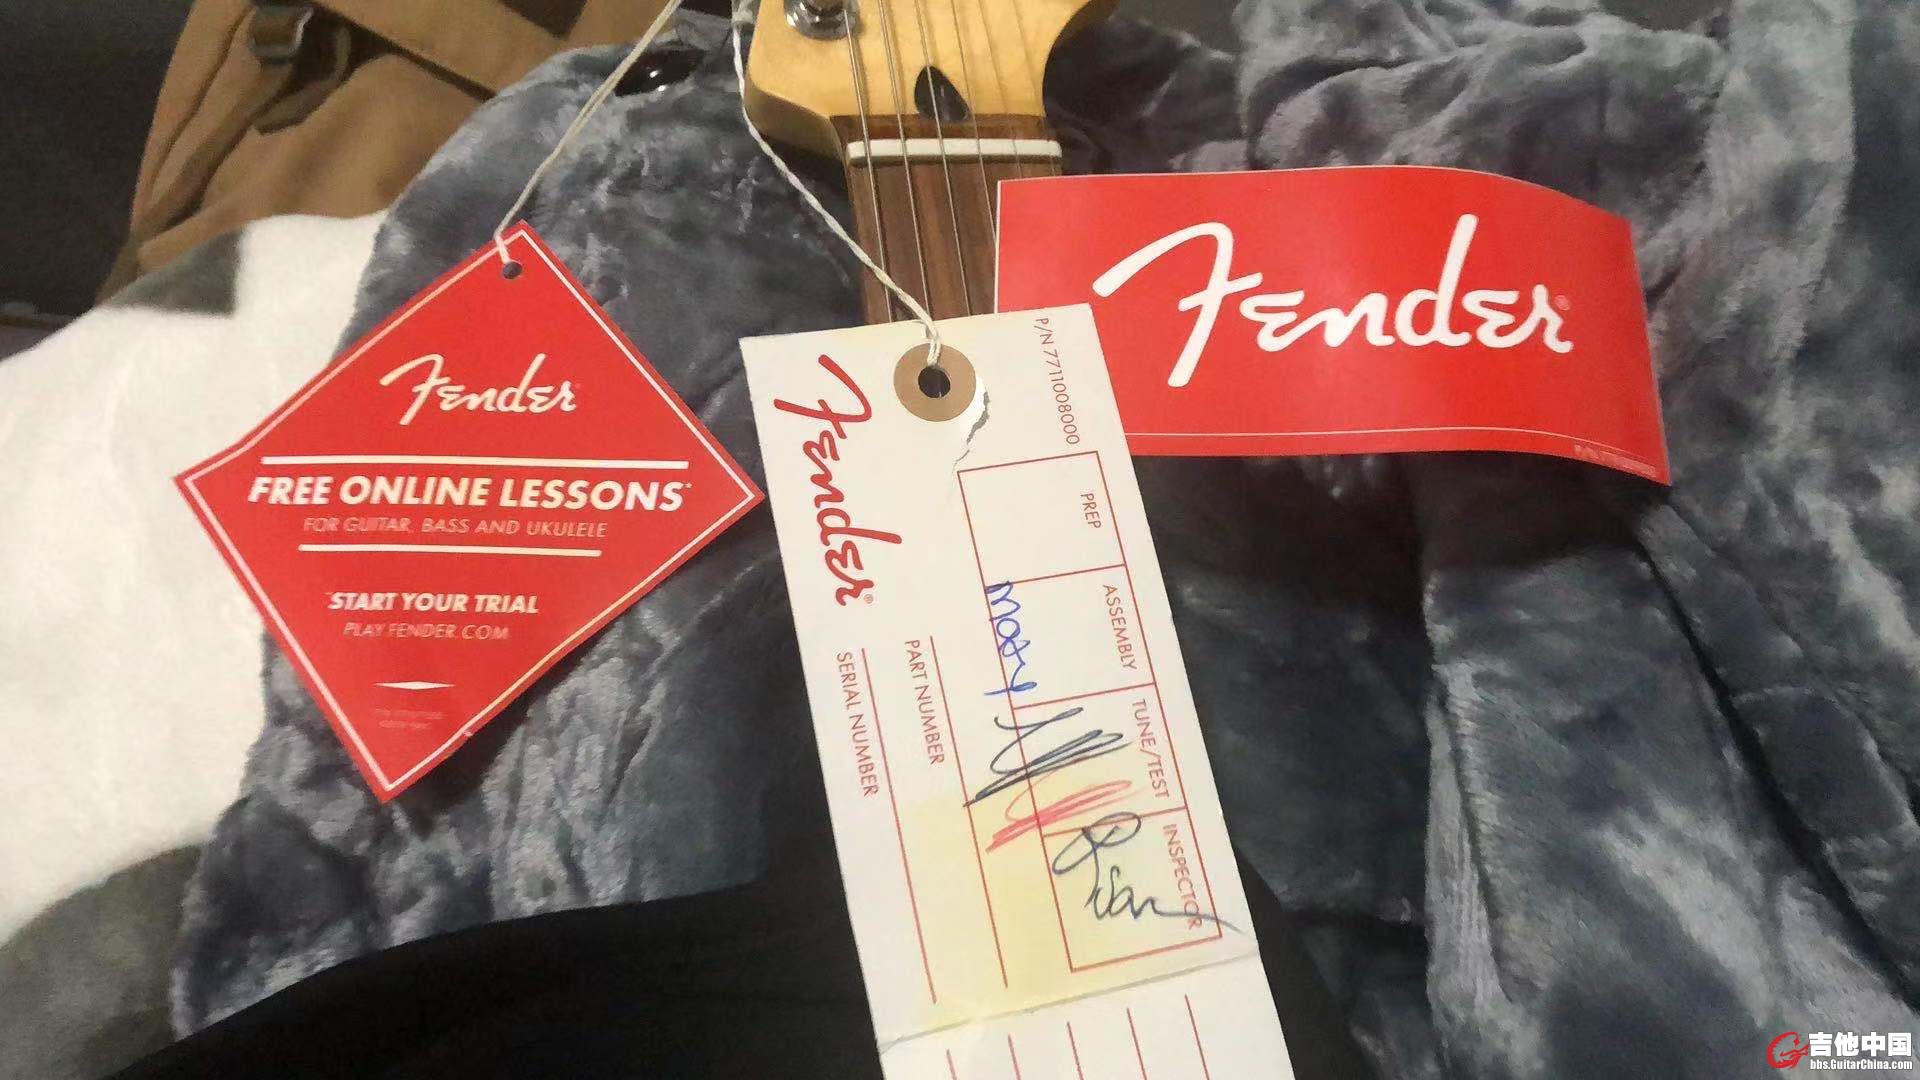 Fender
FREE ONLINE LESSONS*
FOR GUITAR, BASS AND UKULELE
*START YOUR TRIAL
PLAY.FENDER.COM
Fender®
P/N 7711008000
PREP
ASSEMBLY
TUNE/TEST
INSPECTOR
PART NUMBER
SERIAL NUMBER
Fender®
吉他中国
bbs.GuitarChina.com